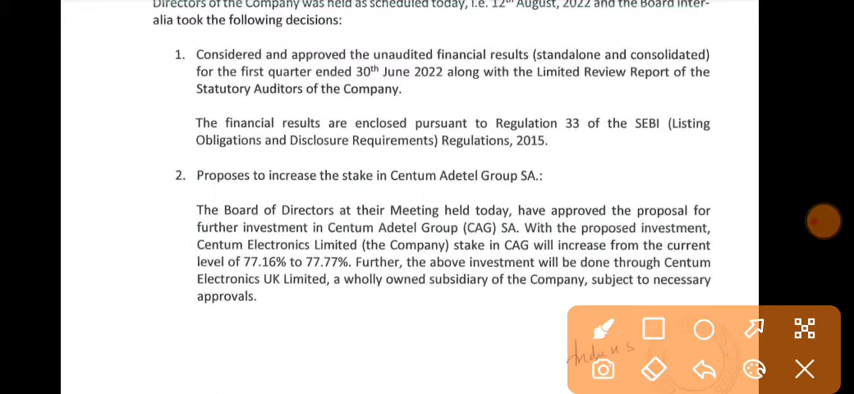 Directors of the Company was held as scheduled today, i.e. 12th August, 2022 and the Board inter-
alia took the following decisions:
1. Considered and approved the unaudited financial results (standalone and consolidated)
for the first quarter ended 30th June 2022 along with the Limited Review Report of the
Statutory Auditors of the Company.
The financial results are enclosed pursuant to Regulation 33 of the SEBI (Listing
Obligations and Disclosure Requirements) Regulations, 2015.
2. Proposes to increase the stake in Centum Adetel Group SA.:
The Board of Directors at their Meeting held today, have approved the proposal for
further investment in Centum Adetel Group (CAG) SA. With the proposed investment,
Centum Electronics Limited (the Company) stake in CAG will increase from the current
level of 77.16% to 77.77%. Further, the above investment will be done through Centum
Electronics UK Limited, a wholly owned subsidiary of the Company, subject to necessary
approvals.